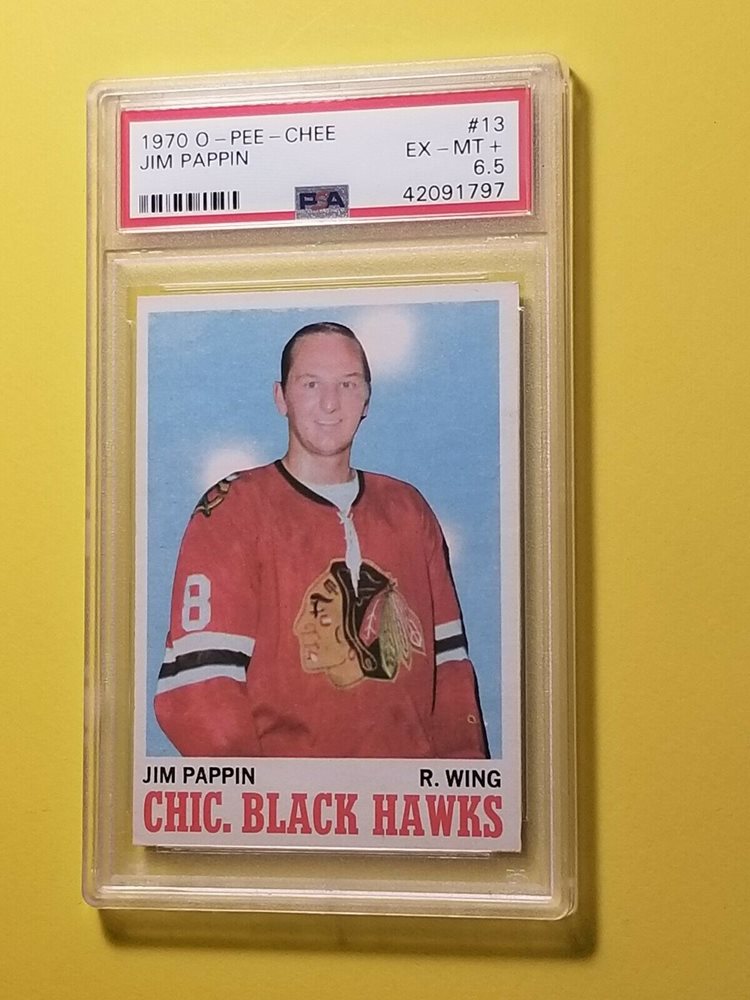 1970 O-PEE-CHEE #13
JIM PAPPIN EX-MT+
6.5
PSA 42091797
8
JIM PAPPIN R. WING
CHIC. BLACK HAWKS